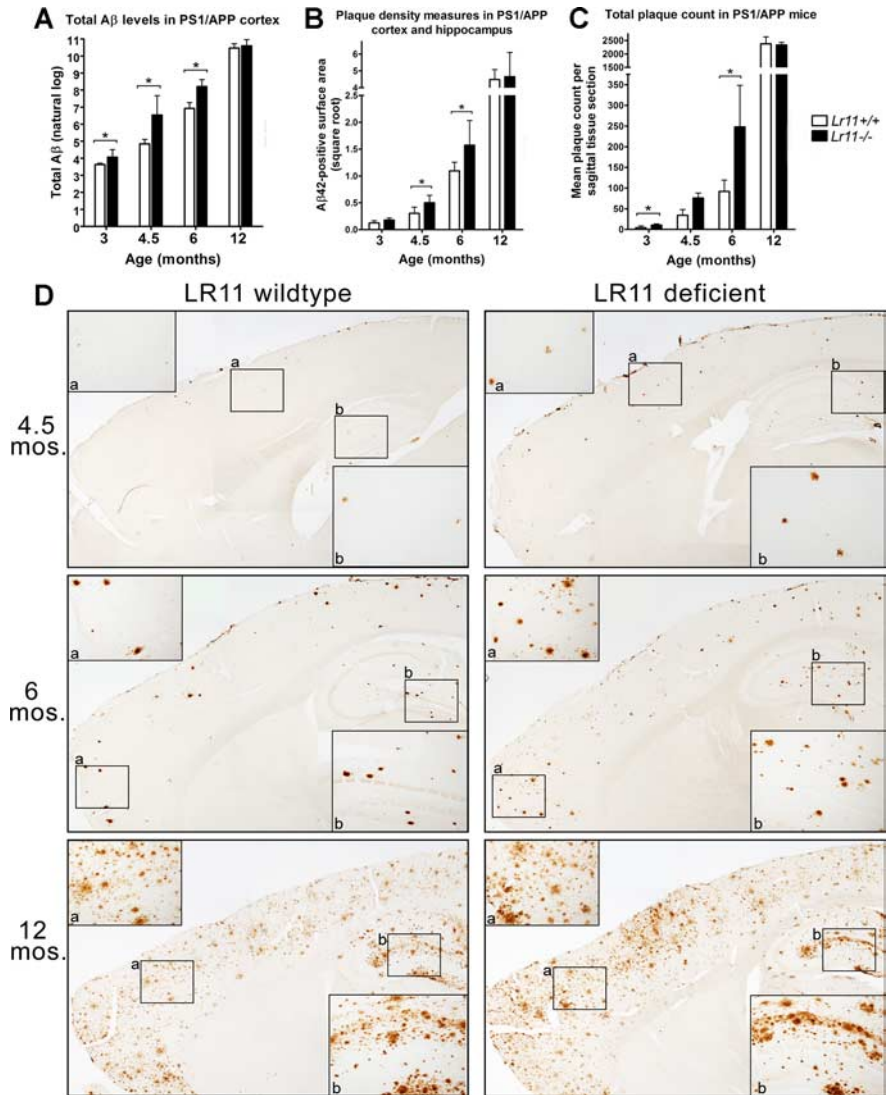 A
Total Aβ levels in PS1/APP cortex
Total Aβ (natural log)
11
10
9
8
7
6
5
4
3
2
1
0
*
*
*
3
4.5
6
12
Age (months)
B
Plaque density measures in PS1/APP
cortex and hippocampus
Aβ42-positive surface area
(square root)
6
5
4
2.0
1.5
1.0
0.5
0.0
*
*
3
4.5
6
12
Age (months)
C
Total plaque count in PS1/APP mice
Mean plaque count per
sagittal tissue section
2500
2000
1500
1000
500
350
300
250
200
150
100
50
0
*
*
3
4.5
6
12
Age (months)
Lr11+/+
Lr11-/-
D
LR11 wildtype
LR11 deficient
4.5
mos.
a
a
b
b
a
a
b
b
6
mos.
a
b
a
b
a
b
a
b
12
mos.
a
b
a
b
a
b
a
b